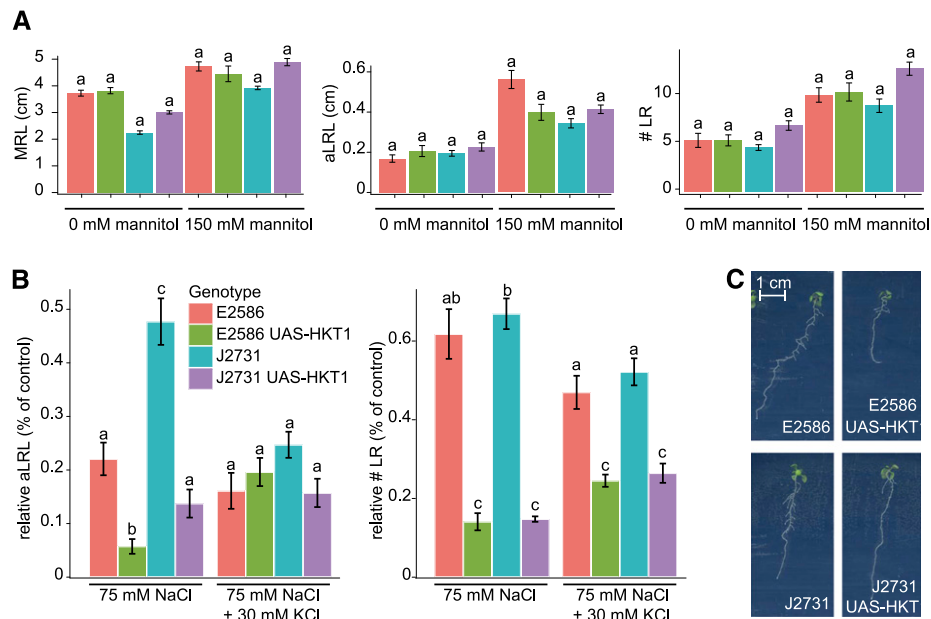 A
MRL (cm)
5
4
3
2
1
0
a a a a a a a a
0 mM mannitol 150 mM mannitol
aLRL (cm)
0.6
0.4
0.2
0
a a a a a a a a
0 mM mannitol 150 mM mannitol
# LR
10
5
0
a a a a a a a a
0 mM mannitol 150 mM mannitol
B
relative aLRL (% of control)
0.5
0.3
0.2
0
a b c a a a a a
Genotype
E2586
E2586 UAS-HKT1
J2731
J2731 UAS-HKT1
75 mM NaCl 75 mM NaCl
+ 30 mM KCl
relative # LR (% of control)
0.6
0.4
0.2
0
ab c b c a c a c
75 mM NaCl 75 mM NaCl
+ 30 mM KCl
C
1 cm
E2586
E2586
UAS-HKT1
J2731
J2731
UAS-HKT